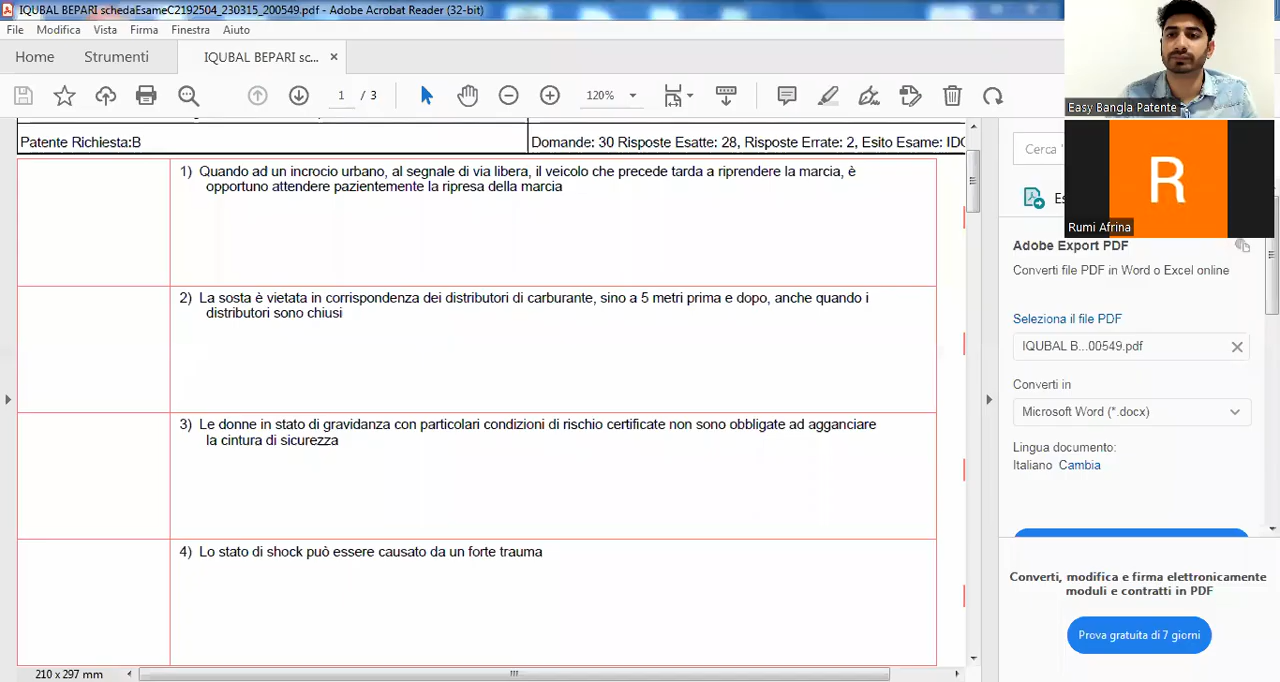 IQUBAL BEPARI schedaEsameC2192504_230315_200549.pdf - Adobe Acrobat Reader (32-bit)
File Modifica Vista Firma Finestra Aiuto
Home Strumenti IQUBAL BEPARI sc... ×
1 / 3 120%
Patente Richiesta:B
Domande: 30 Risposte Esatte: 28, Risposte Errate: 2, Esito Esame: IDO
1) Quando ad un incrocio urbano, al segnale di via libera, il veicolo che precede tarda a riprendere la marcia, è
opportuno attendere pazientemente la ripresa della marcia
2) La sosta è vietata in corrispondenza dei distributori di carburante, sino a 5 metri prima e dopo, anche quando i
distributori sono chiusi
3) Le donne in stato di gravidanza con particolari condizioni di rischio certificate non sono obbligate ad agganciare
la cintura di sicurezza
4) Lo stato di shock può essere causato da un forte trauma
210 x 297 mm
Easy Bangla Patente -
R
Rumi Afrina
Cerca
Es
Adobe Export PDF
Converti file PDF in Word o Excel online
Seleziona il file PDF
IQUBAL B...00549.pdf
Converti in
Microsoft Word (*.docx)
Lingua documento:
Italiano Cambia
Converti, modifica e firma elettronicamente
moduli e contratti in PDF
Prova gratuita di 7 giorni